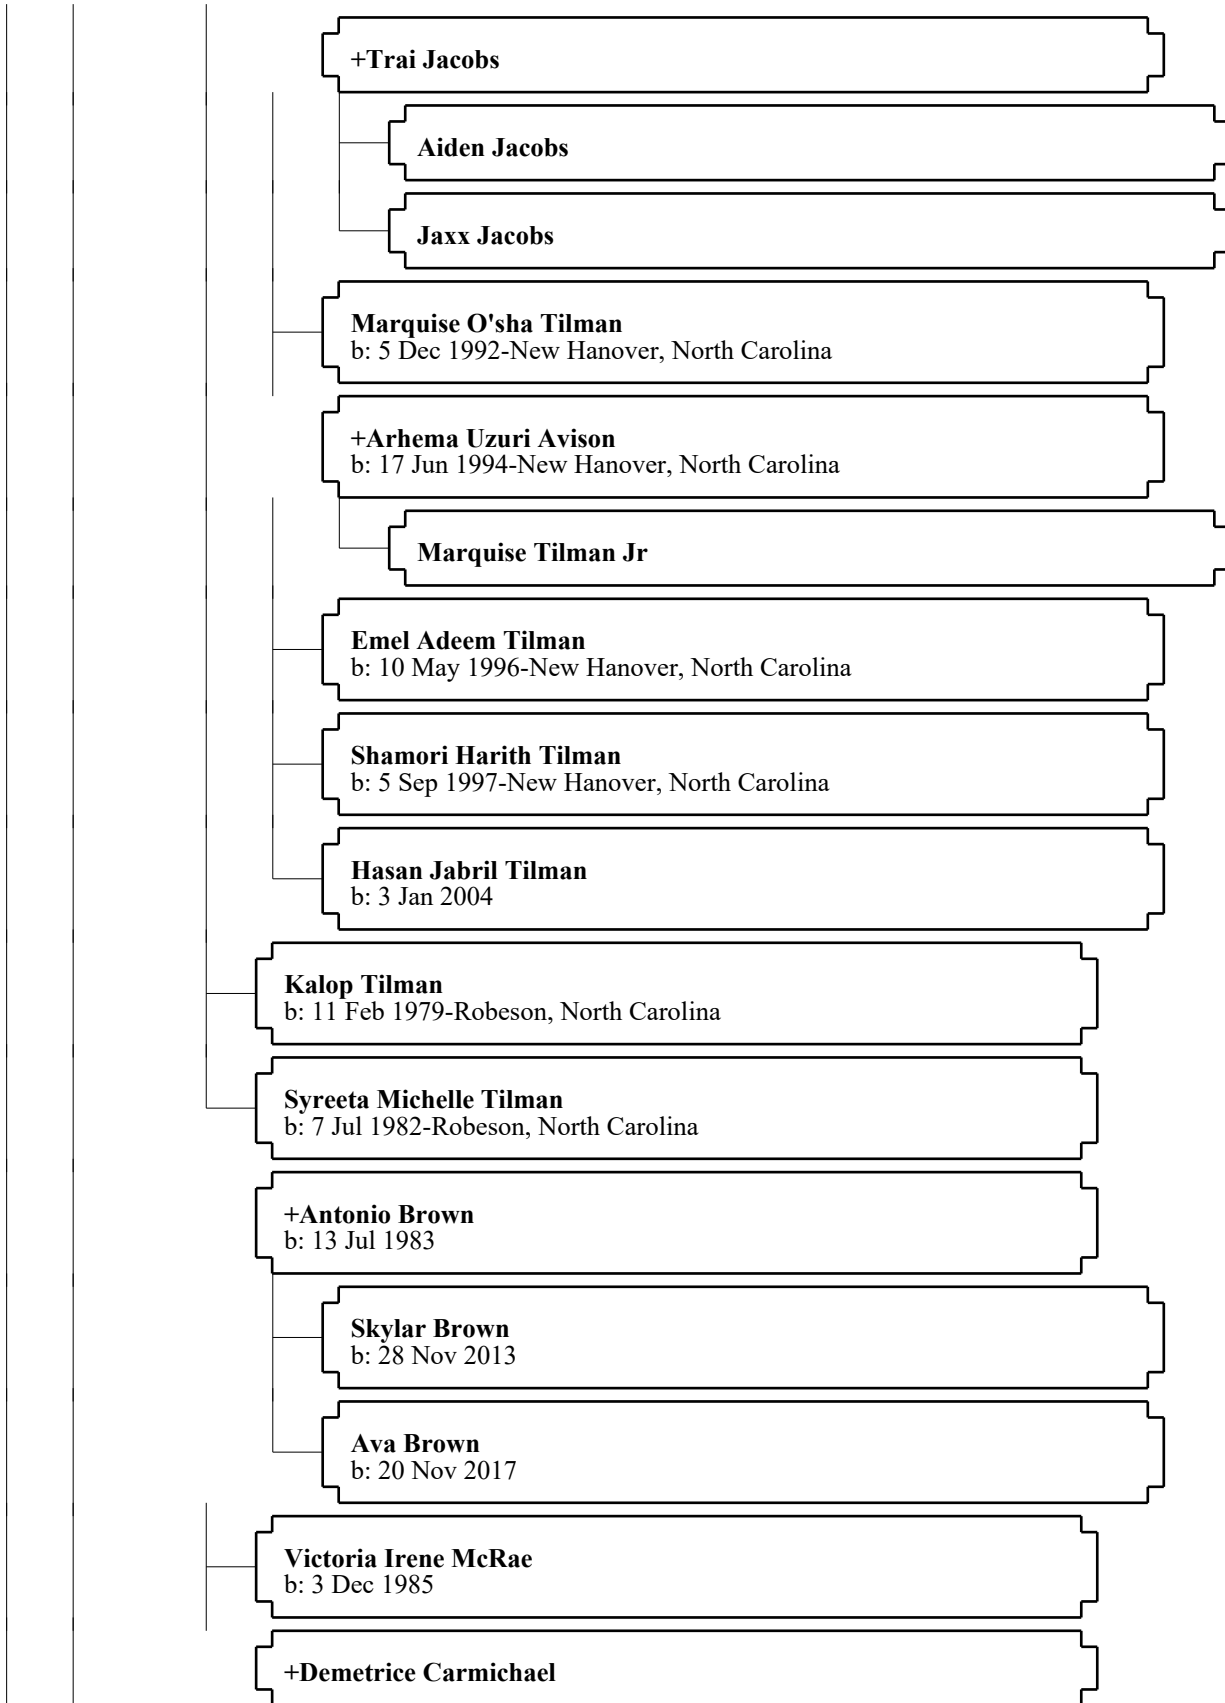 +Trai Jacobs
Aiden Jacobs
Jaxx Jacobs
Marquise O'sha Tilman
b: 5 Dec 1992-New Hanover, North Carolina
+Arhema Uzuri Avison
b: 17 Jun 1994-New Hanover, North Carolina
Marquise Tilman Jr
Emel Adeem Tilman
b: 10 May 1996-New Hanover, North Carolina
Shamori Harith Tilman
b: 5 Sep 1997-New Hanover, North Carolina
Hasan Jabril Tilman
b: 3 Jan 2004
Kalop Tilman
b: 11 Feb 1979-Robeson, North Carolina
Syreeta Michelle Tilman
b: 7 Jul 1982-Robeson, North Carolina
+Antonio Brown
b: 13 Jul 1983
Skylar Brown
b: 28 Nov 2013
Ava Brown
b: 20 Nov 2017
Victoria Irene McRae
b: 3 Dec 1985
+Demetrice Carmichael